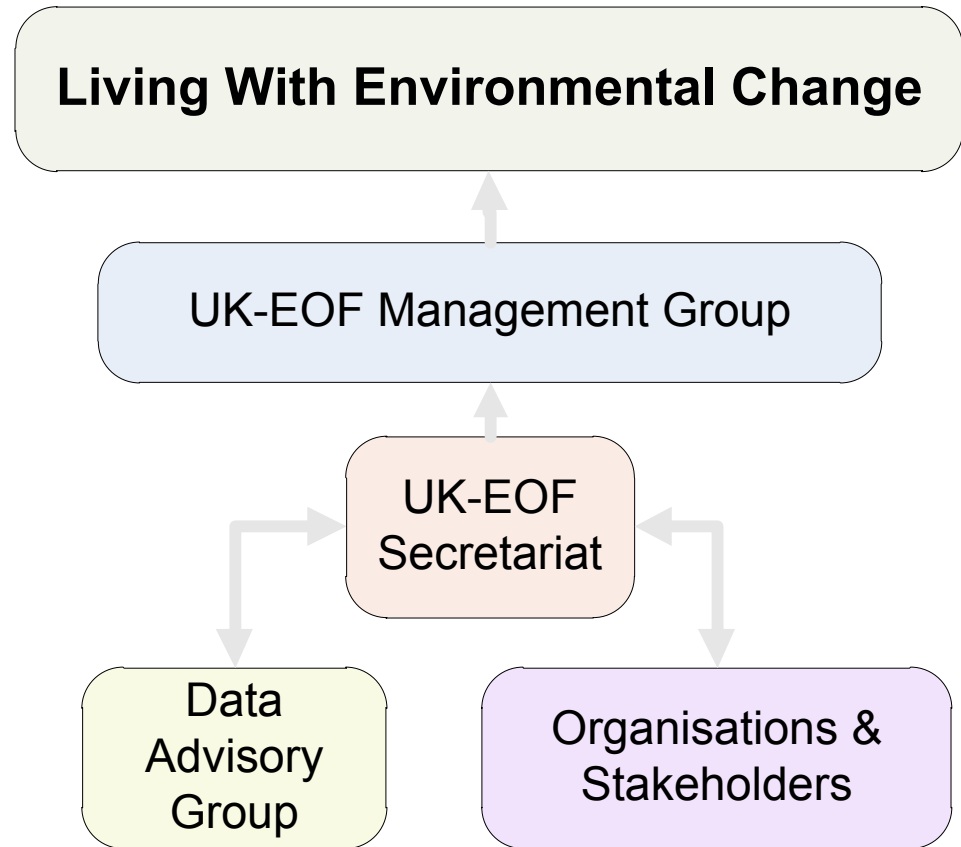 Living With Environmental Change
UK-EOF Management Group
UK-EOF
Secretariat
Data
Advisory
Group
Organisations &
Stakeholders